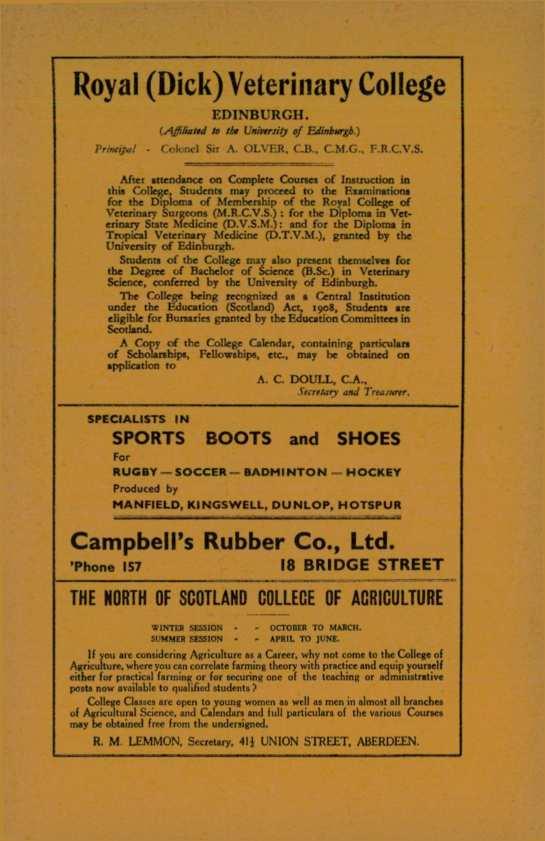 Royal (Dick) Veterinary College
EDINBURGH.
(Affiliated to the University of Edinburgh.)
Principal - Colonel Sir A. OLVER, C.B., C.M.G., F.R.C.V.S.
After attendance on Complete Courses of Instruction in
this College, Students may proceed to the Examinations
for the Diploma of Membership of the Royal College of
Veterinary Surgeons (M.R.C.V.S.) : for the Diploma in Vet-
erinary State Medicine (D.V.S.M.) : and for the Diploma in
Tropical Veterinary Medicine (D.T.V.M.), granted by the
University of Edinburgh.
Students of the College may also present themselves for
the Degree of Bachelor of Science (B.Sc.) in Veterinary
Science, conferred by the University of Edinburgh.
The College being recognized as a Central Institution
under the Education (Scotland) Act, 1908, Students are
eligible for Bursaries granted by the Education Committees in
Scotland.
A Copy of the College Calendar, containing particulars
of Scholarships, Fellowships, etc., may be obtained on
application to
A. C. DOULL, C.A.,
Secretary and Treasurer.
SPECIALISTS IN
SPORTS BOOTS and SHOES
For
RUGBY — SOCCER — BADMINTON — HOCKEY
Produced by
MANFIELD, KINGSWELL, DUNLOP, HOTSPUR
Campbell's Rubber Co., Ltd.
'Phone 157 18 BRIDGE STREET
THE NORTH OF SCOTLAND COLLEGE OF AGRICULTURE
WINTER SESSION - - OCTOBER TO MARCH.
SUMMER SESSION - - APRIL TO JUNE.
If you are considering Agriculture as a Career, why not come to the College of
Agriculture, where you can correlate farming theory with practice and equip yourself
either for practical farming or for securing one of the teaching or administrative
posts now available to qualified students ?
College Classes are open to young women as well as men in almost all branches
of Agricultural Science, and Calendars and full particulars of the various Courses
may be obtained free from the undersigned.
R. M. LEMMON, Secretary, 41½ UNION STREET, ABERDEEN.